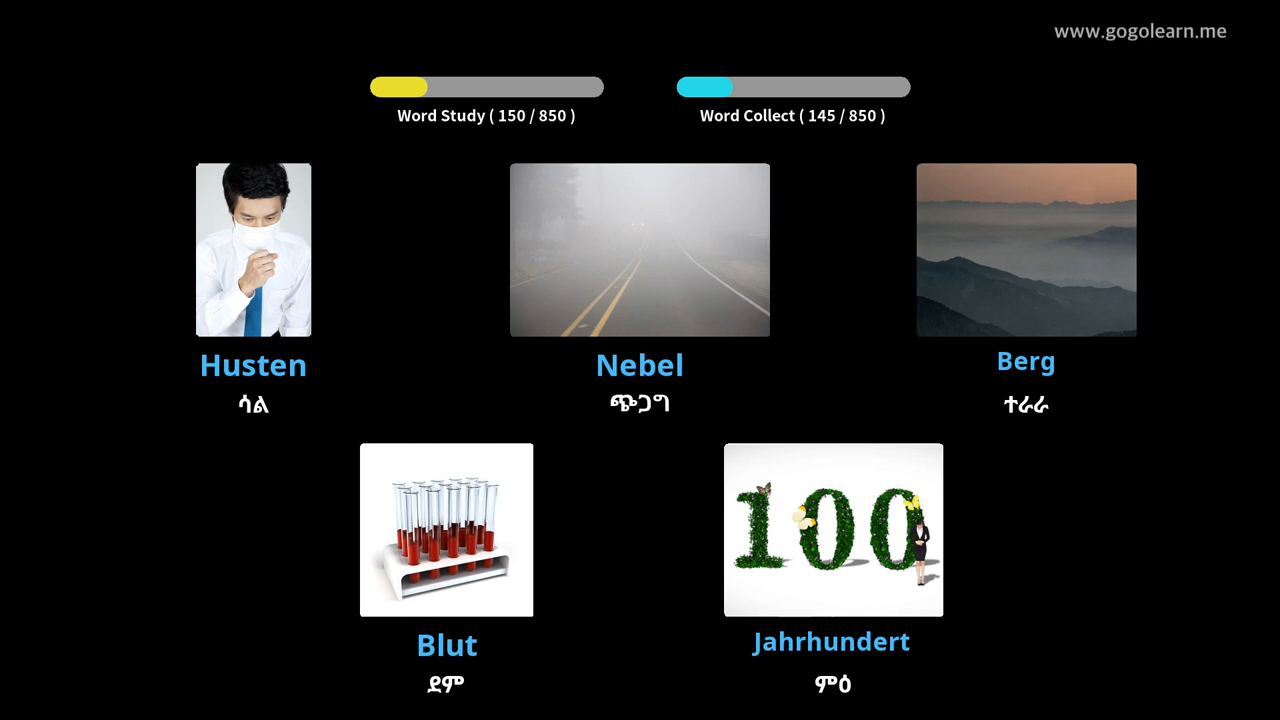 www.gogolearn.me
Word Study ( 150 / 850 )
Word Collect ( 145 / 850 )
Husten
ሳል
Nebel
ጭጋግ
Berg
ተራራ
Blut
ደም
100
Jahrhundert
ምዕ